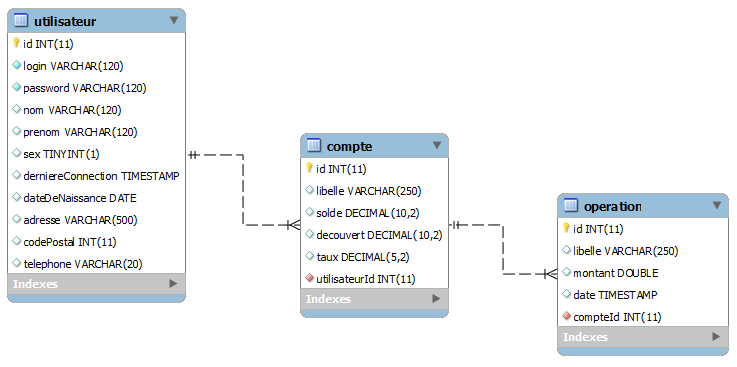 utilisateur
id INT(11)
login VARCHAR(120)
password VARCHAR(120)
nom VARCHAR(120)
prenom VARCHAR(120)
sex TINYINT(1)
derniereConnection TIMESTAMP
dateDeNaissance DATE
adresse VARCHAR(500)
codePostal INT(11)
telephone VARCHAR(20)
Indexes
compte
id INT(11)
libelle VARCHAR(250)
solde DECIMAL(10,2)
decouvert DECIMAL(10,2)
taux DECIMAL(5,2)
utilisateurId INT(11)
Indexes
operation
id INT(11)
libelle VARCHAR(250)
montant DOUBLE
date TIMESTAMP
compteId INT(11)
Indexes